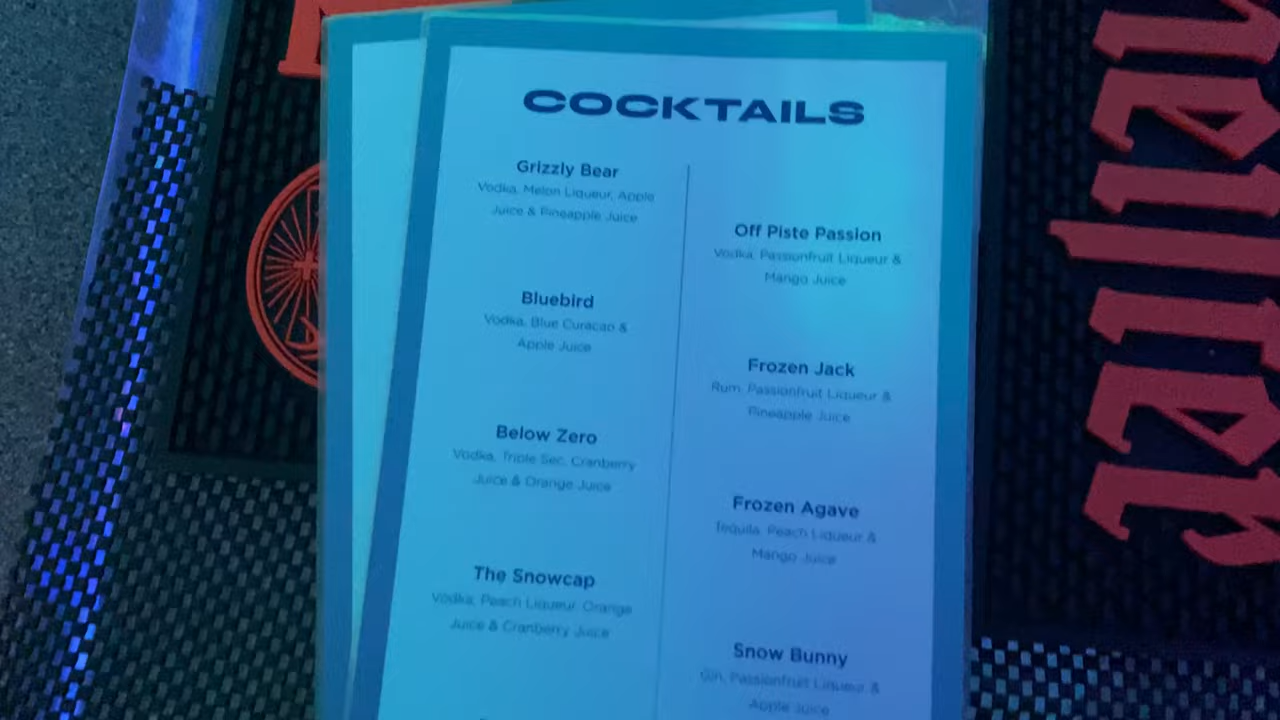 COCKTAILS
Grizzly Bear
Vodka, Melon Liqueur, Apple
Juice & Pineapple Juice
Bluebird
Vodka, Blue Curacao &
Apple Juice
Below Zero
Vodka, Triple Sec, Cranberry
Juice & Orange Juice
The Snowcap
Vodka, Peach Liqueur, Orange
Juice & Cranberry Juice
Off Piste Passion
Vodka, Passionfruit Liqueur &
Mango Juice
Frozen Jack
Rum, Passionfruit Liqueur &
Pineapple Juice
Frozen Agave
Tequila, Peach Liqueur &
Mango Juice
Snow Bunny
Gin, Passionfruit Liqueur &
Apple Juice